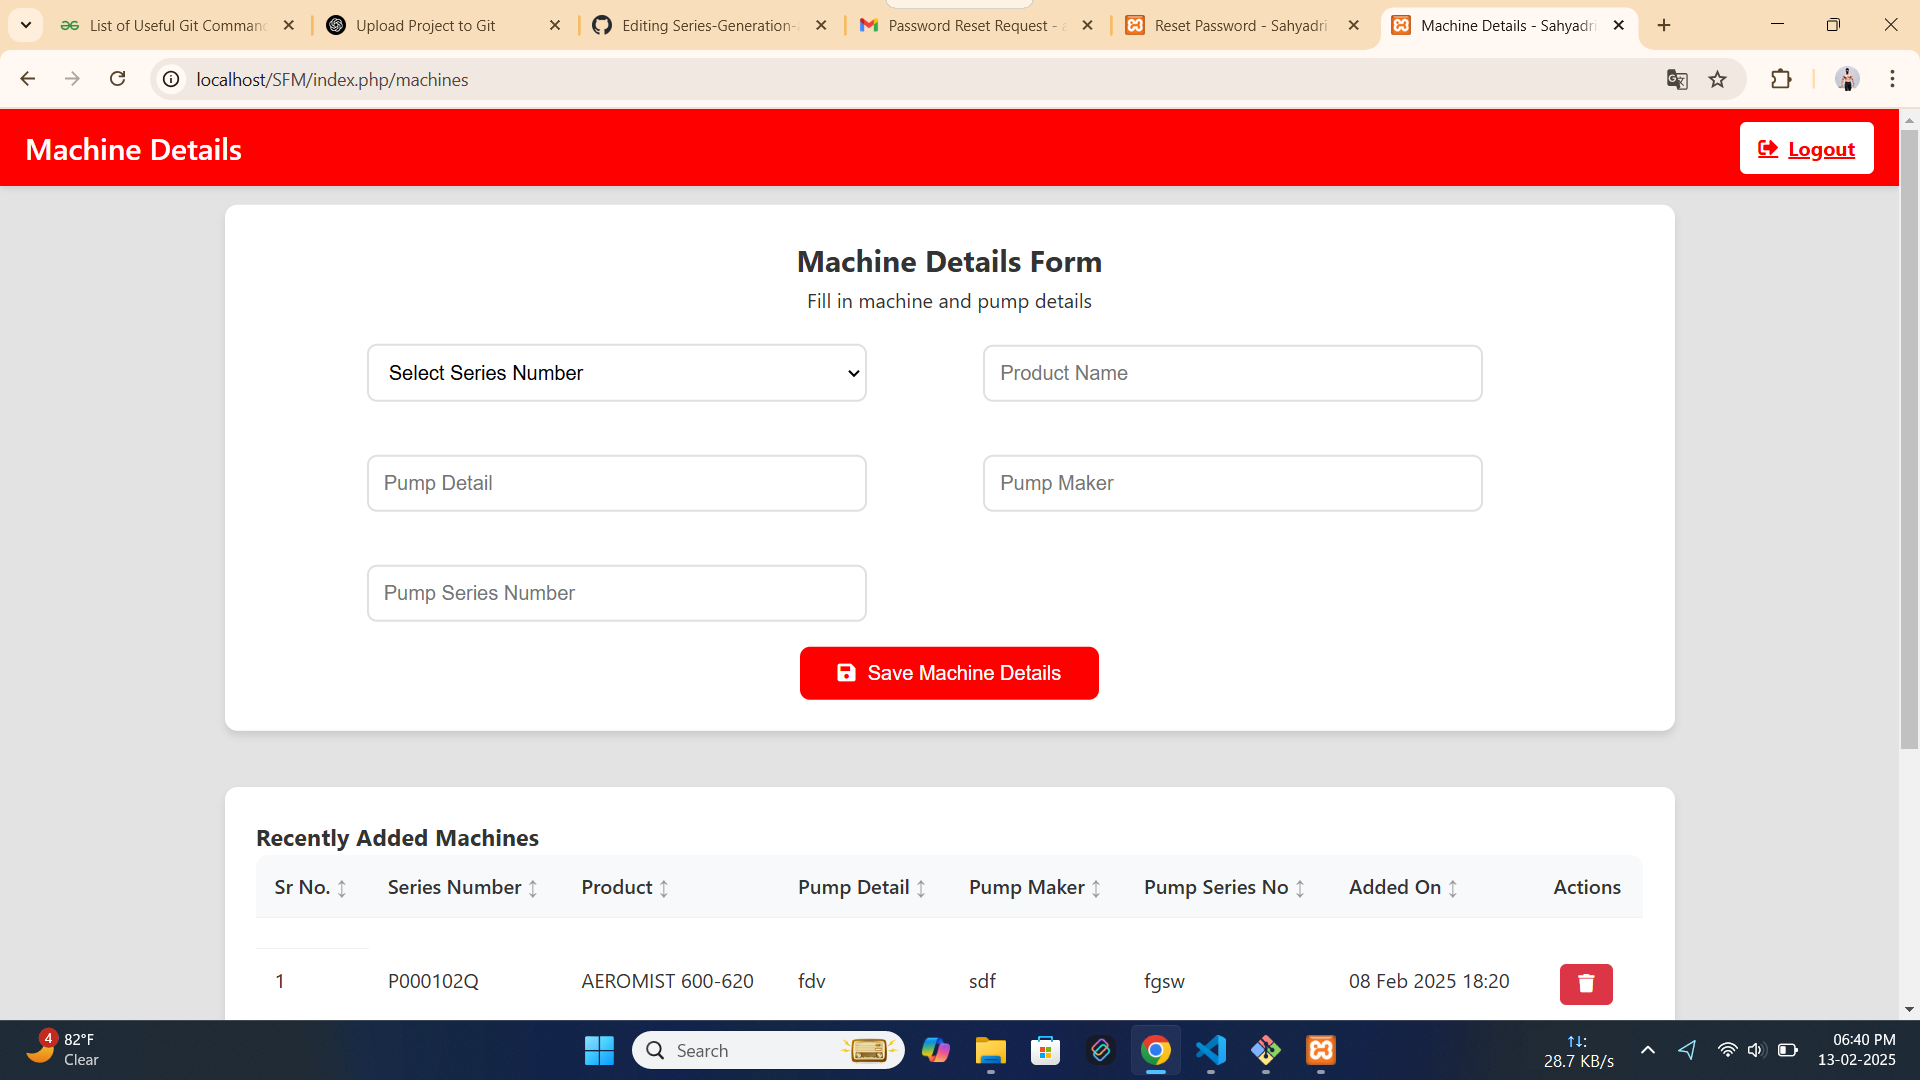 List of Useful Git Comman
Upload Project to Git
Editing Series-Generation-
Password Reset Request - a
Reset Password - Sahyadri
Machine Details - Sahyadri
localhost/SFM/index.php/machines
Machine Details
Logout
Machine Details Form
Fill in machine and pump details
Select Series Number
Product Name
Pump Detail
Pump Maker
Pump Series Number
Save Machine Details
Recently Added Machines
Sr No. Series Number Product Pump Detail Pump Maker Pump Series No Added On Actions
1 P000102Q AEROMIST 600-620 fdv sdf fgsw 08 Feb 2025 18:20
4
82°F
Clear
Search
28.7 KB/s
06:40 PM
13-02-2025